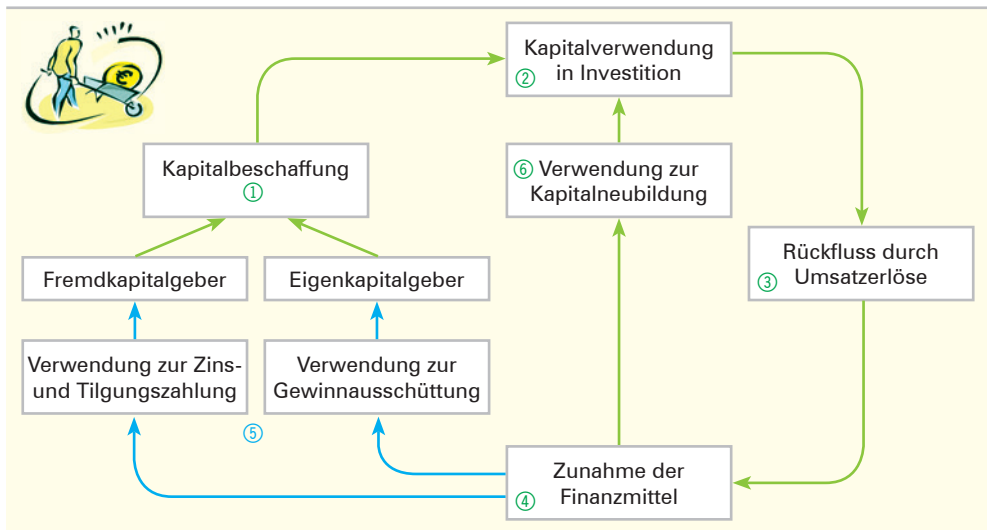 Kapitalverwendung
② in Investition
€
Kapitalbeschaffung
①
⑥ Verwendung zur
Kapitalneubildung
Rückfluss durch
③ Umsatzerlöse
Fremdkapitalgeber
Eigenkapitalgeber
Verwendung zur Zins-
und Tilgungszahlung
Verwendung zur
Gewinnausschüttung
⑤
Zunahme der
④ Finanzmittel